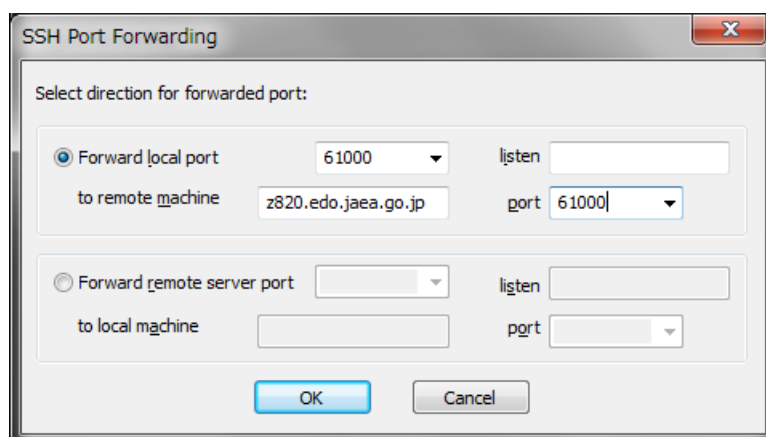 SSH Port Forwarding
Select direction for forwarded port:
Forward local port 61000 listen
to remote machine z820.edo.jaea.go.jp port 61000
Forward remote server port listen
to local machine port
OK Cancel